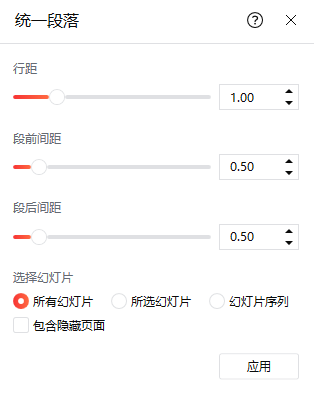 统一段落
行距
1.00
段前间距
0.50
段后间距
0.50
选择幻灯片
所有幻灯片 所选幻灯片 幻灯片序列
包含隐藏页面
应用